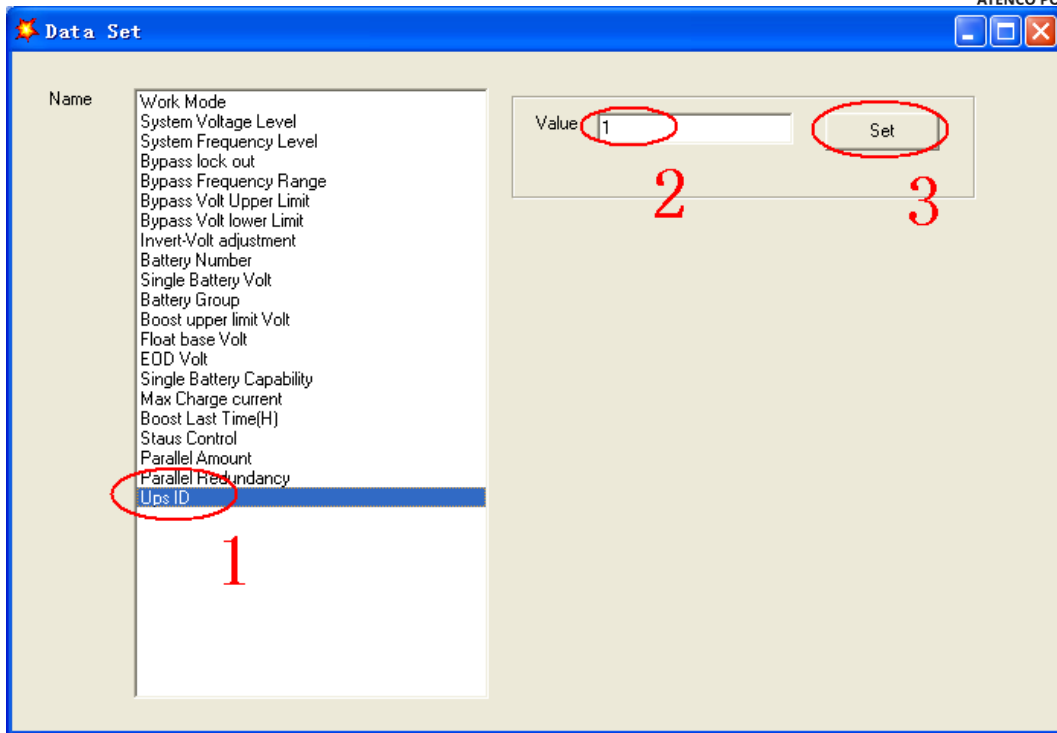 ATENCO PO
Data Set
Name
Work Mode
System Voltage Level
System Frequency Level
Bypass lock out
Bypass Frequency Range
Bypass Volt Upper Limit
Bypass Volt lower Limit
Invert-Volt adjustment
Battery Number
Single Battery Volt
Battery Group
Boost upper limit Volt
Float base Volt
EOD Volt
Single Battery Capability
Max Charge current
Boost Last Time(H)
Staus Control
Parallel Amount
Parallel Redundancy
Ups ID
1
Value 1 Set
2 3